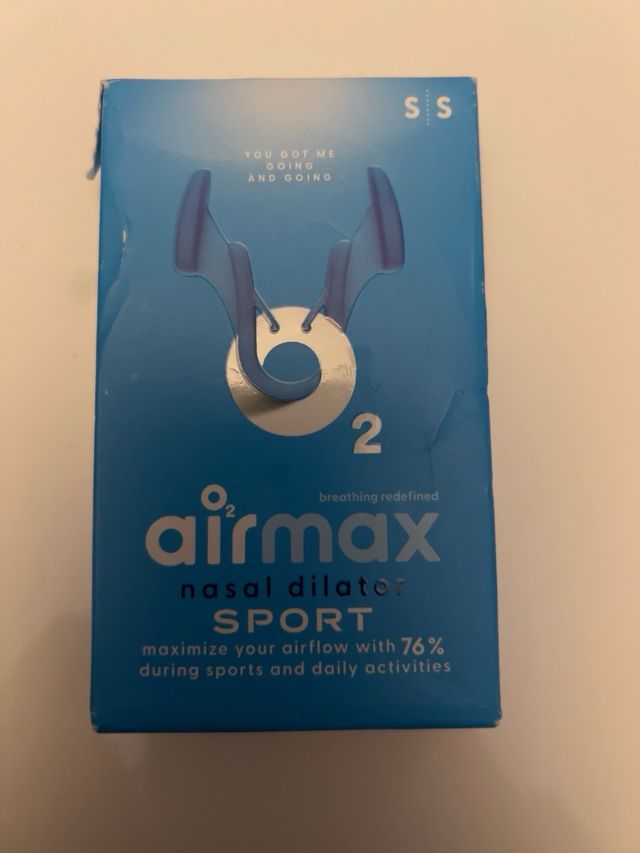 S S
YOU GOT ME
GOING
AND GOING
O2
breathing redefined
airmax
nasal dilator
SPORT
maximize your airflow with 76%
during sports and daily activities